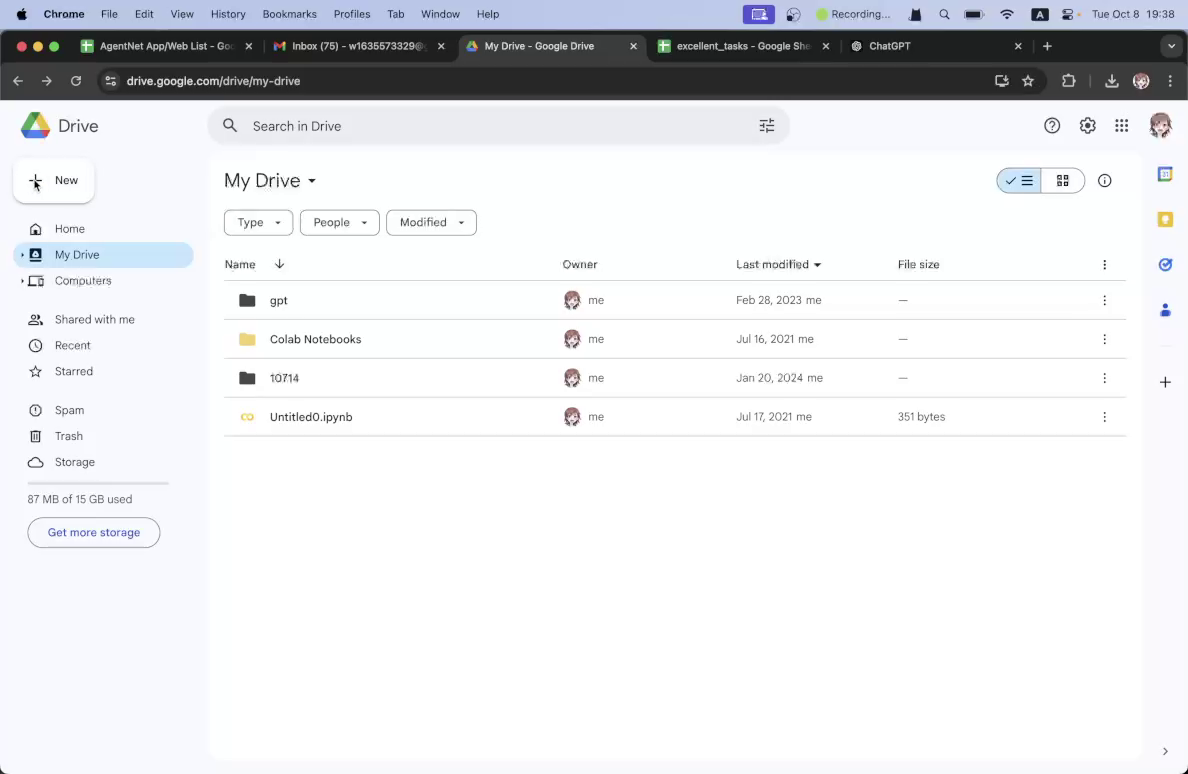 Chrome File Edit View History Bookmarks Profiles Tab Window Help Recording... A Tue Oct 8 19:38
AgentNet App/Web List - Goo Inbox (75) - w1635573329@g My Drive - Google Drive excellent_tasks - Google She ChatGPT
drive.google.com/drive/my-drive
Drive
Search in Drive
New
Home
My Drive
Computers
Shared with me
Recent
Starred
Spam
Trash
Storage
87 MB of 15 GB used
Get more storage
My Drive
Type People Modified
Name Owner Last modified File size
gpt me Feb 28, 2023 me —
Colab Notebooks me Jul 16, 2021 me —
10714 me Jan 20, 2024 me —
Untitled0.ipynb me Jul 17, 2021 me 351 bytes
31